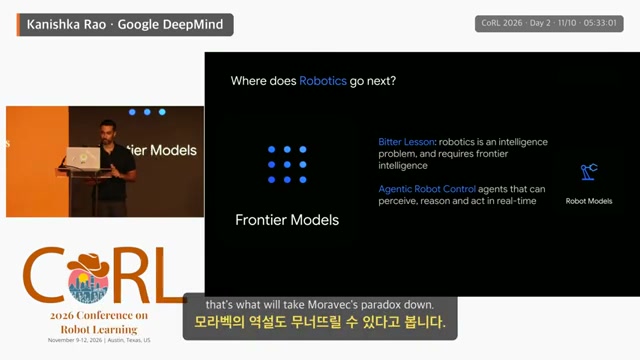 Kanishka Rao · Google DeepMind
CoRL 2026 · Day 2 · 11/10 · 05:33:01
Where does Robotics go next?
tier Models
Bitter Lesson: robotics is an intelligence
problem, and requires frontier
intelligence
Agentic Robot Control agents that can
perceive, reason and act in real-time
Frontier Models
Robot Models
CoRL
2026 Conference on
Robot Learning
November 9-12, 2026 | Austin, Texas, US
that's what will take Moravec's paradox down.
모라벡의 역설도 무너뜨릴 수 있다고 봅니다.